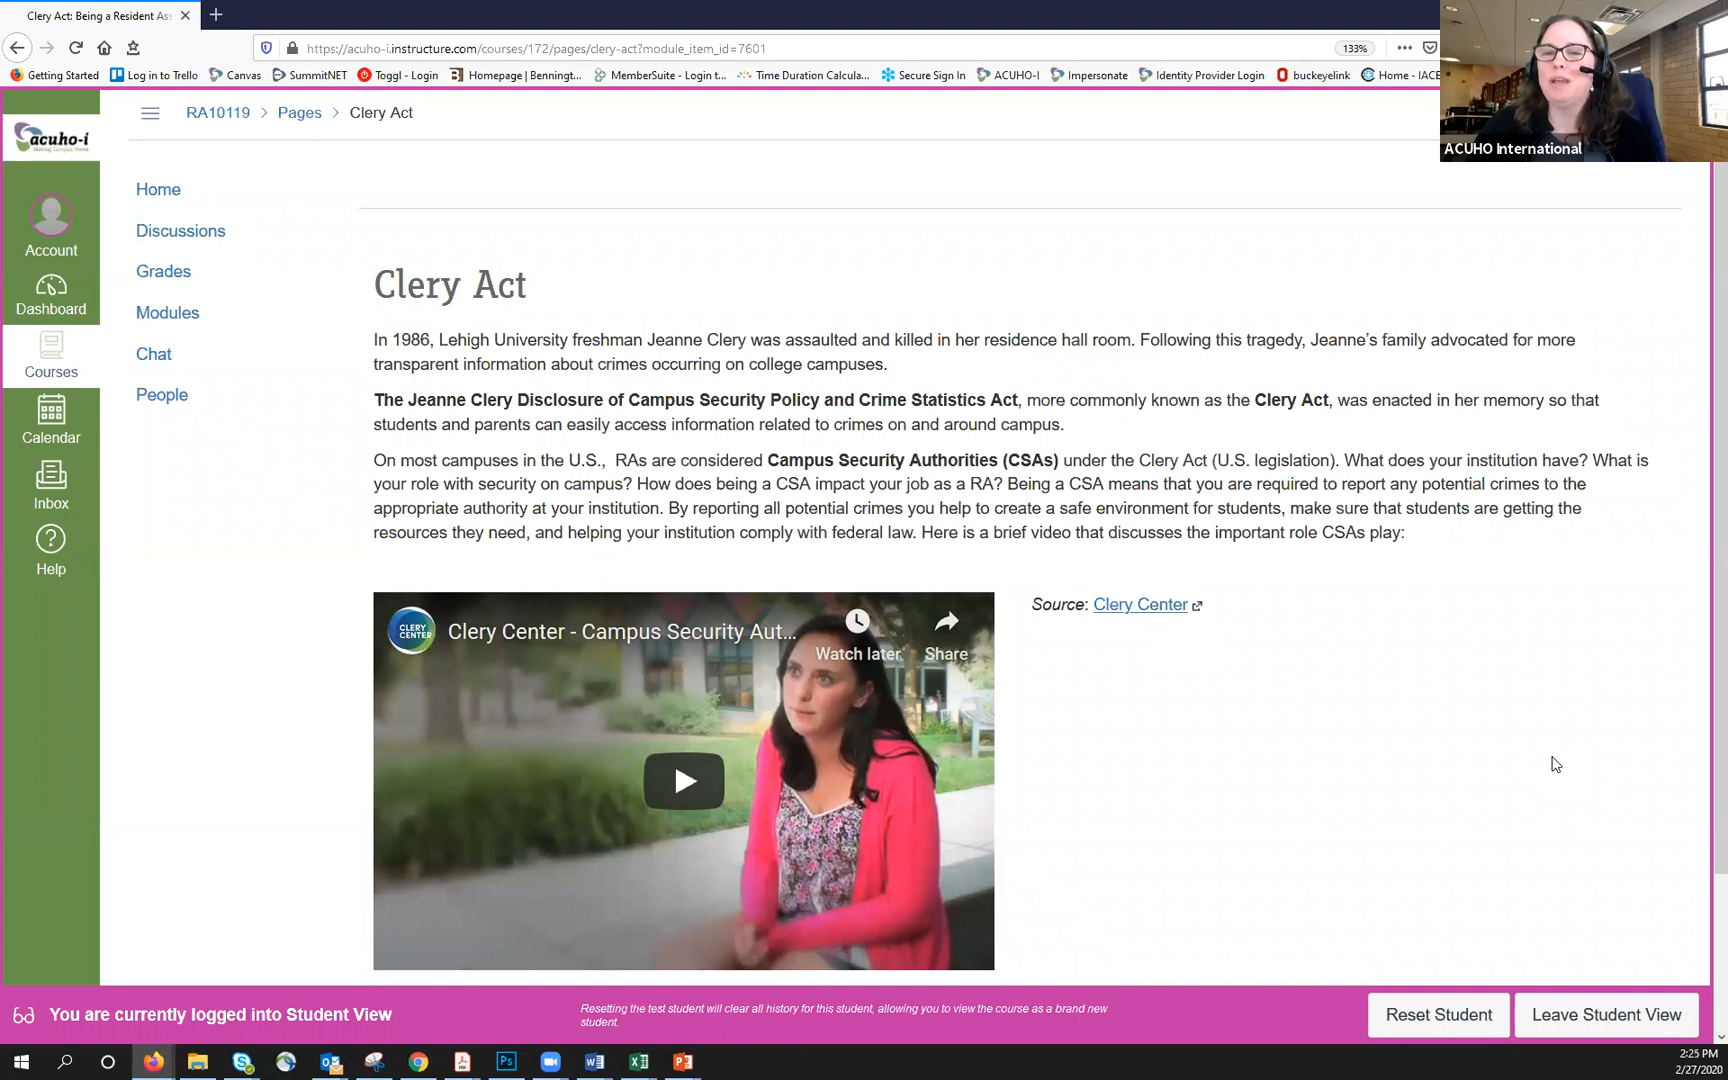 Clery Act: Being a Resident Ass
https://acuho-i.instructure.com/courses/172/pages/clery-act?module_item_id=7601
133%
Getting Started
Log in to Trello
Canvas
SummitNET
Toggl - Login
Homepage | Benningt...
MemberSuite - Login t...
Time Duration Calcula...
Secure Sign In
ACUHO-I
Impersonate
Identity Provider Login
buckeyelink
Home - IACE
ACUHO International
acuho-i
Making Campus Home
RA10119 > Pages > Clery Act
Account
Dashboard
Courses
Calendar
Inbox
Help
Home
Discussions
Grades
Modules
Chat
People
Clery Act
In 1986, Lehigh University freshman Jeanne Clery was assaulted and killed in her residence hall room. Following this tragedy, Jeanne's family advocated for more
transparent information about crimes occurring on college campuses.
The Jeanne Clery Disclosure of Campus Security Policy and Crime Statistics Act, more commonly known as the Clery Act, was enacted in her memory so that
students and parents can easily access information related to crimes on and around campus.
On most campuses in the U.S., RAs are considered Campus Security Authorities (CSAs) under the Clery Act (U.S. legislation). What does your institution have? What is
your role with security on campus? How does being a CSA impact your job as a RA? Being a CSA means that you are required to report any potential crimes to the
appropriate authority at your institution. By reporting all potential crimes you help to create a safe environment for students, make sure that students are getting the
resources they need, and helping your institution comply with federal law. Here is a brief video that discusses the important role CSAs play:
CLERY
CENTER
Clery Center - Campus Security Aut...
Watch later
Share
Source: Clery Center
You are currently logged into Student View
Resetting the test student will clear all history for this student, allowing you to view the course as a brand new
student.
Reset Student
Leave Student View
2:25 PM
2/27/2020